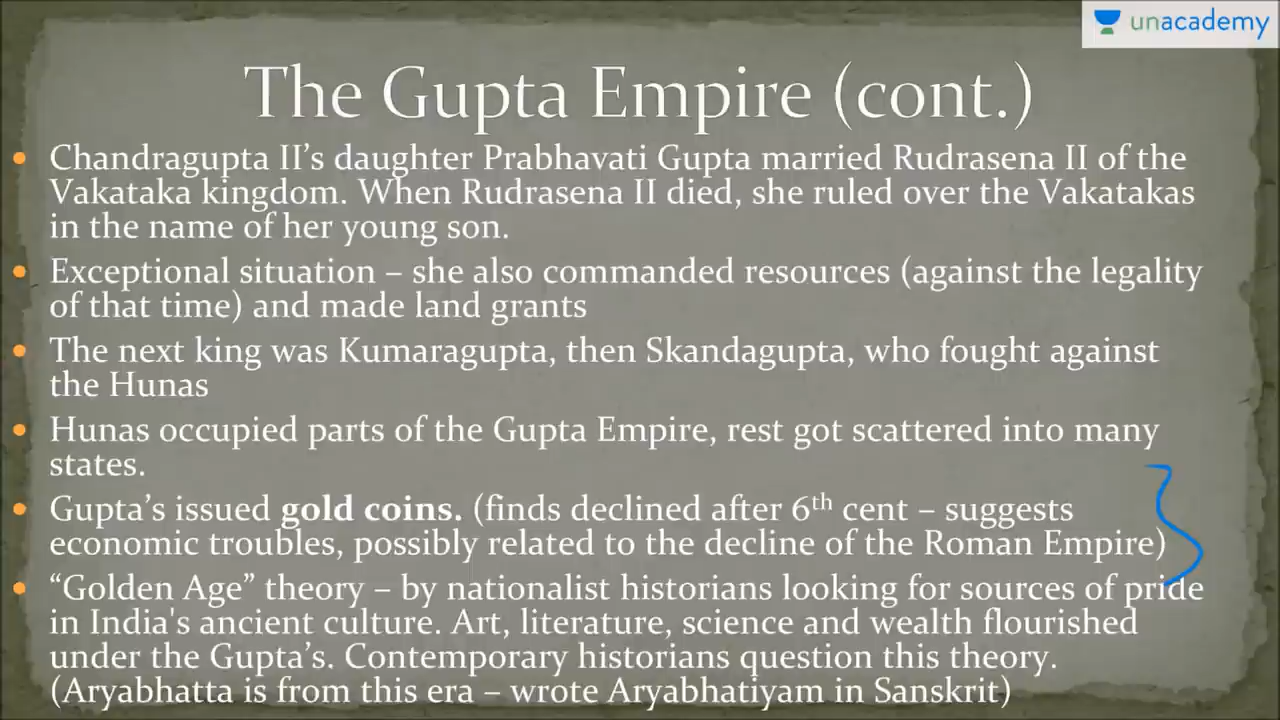 unacademy
The Gupta Empire (cont.)
• Chandragupta II’s daughter Prabhavati Gupta married Rudrasena II of the
Vakataka kingdom. When Rudrasena II died, she ruled over the Vakatakas
in the name of her young son.
• Exceptional situation – she also commanded resources (against the legality
of that time) and made land grants
• The next king was Kumaragupta, then Skandagupta, who fought against
the Hunas
• Hunas occupied parts of the Gupta Empire, rest got scattered into many
states.
• Gupta’s issued gold coins. (finds declined after 6th cent – suggests
economic troubles, possibly related to the decline of the Roman Empire)
• “Golden Age” theory – by nationalist historians looking for sources of pride
in India's ancient culture. Art, literature, science and wealth flourished
under the Gupta’s. Contemporary historians question this theory.
(Aryabhatta is from this era – wrote Aryabhatiyam in Sanskrit)